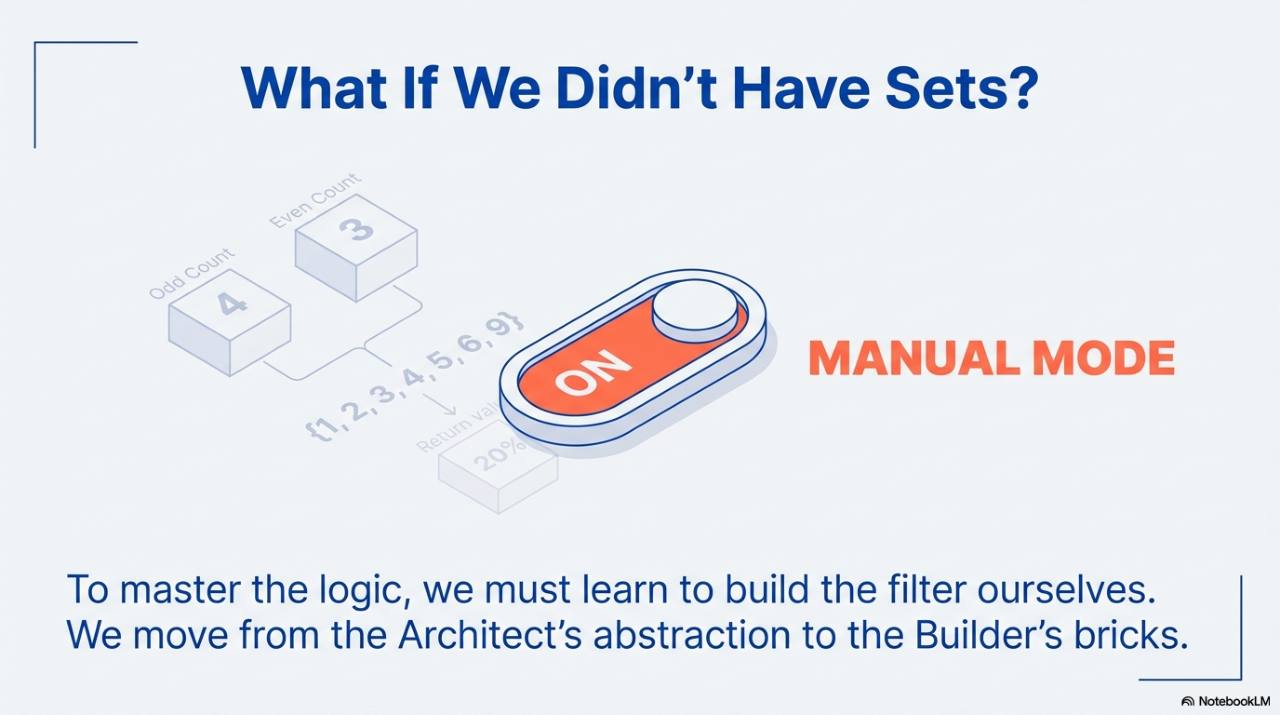 What If We Didn't Have Sets?
Even Count
3
Odd Count
4
{1, 2, 3, 4, 5, 6, 9}
Return
20%
ON
MANUAL MODE
To master the logic, we must learn to build the filter ourselves.
We move from the Architect's abstraction to the Builder's bricks.
NotebookLM